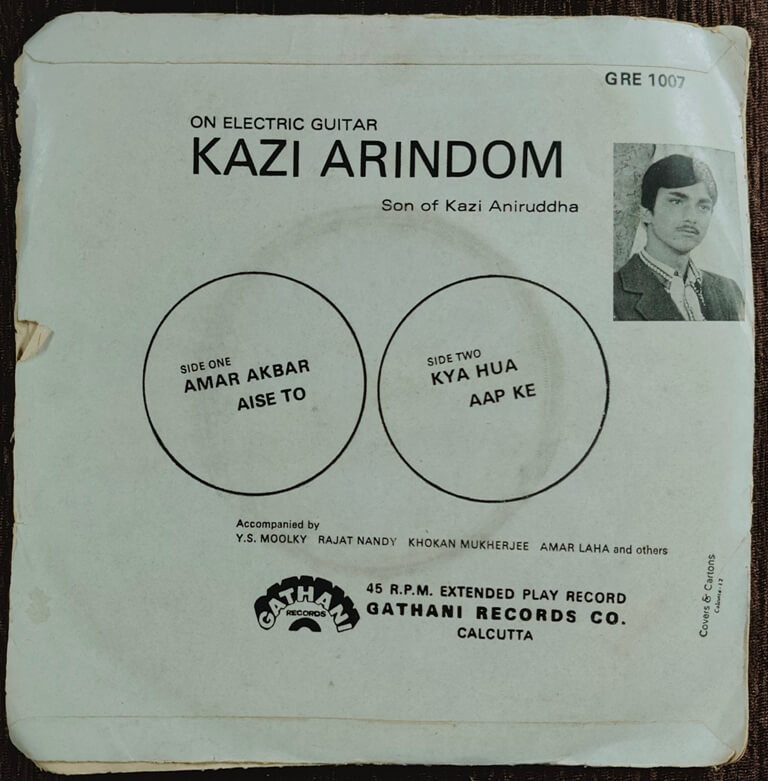 GRE 1007
ON ELECTRIC GUITAR
KAZI ARINDOM
Son of Kazi Aniruddha
SIDE ONE
AMAR AKBAR
AISE TO
SIDE TWO
KYA HUA
AAP KE
Accompanied by
Y.S. MOOLKY RAJAT NANDY KHOKAN MUKHERJEE AMAR LAHA and others
GATHANI
RECORDS
45 R.P.M. EXTENDED PLAY RECORD
GATHANI RECORDS CO.
CALCUTTA
Covers & Cartons